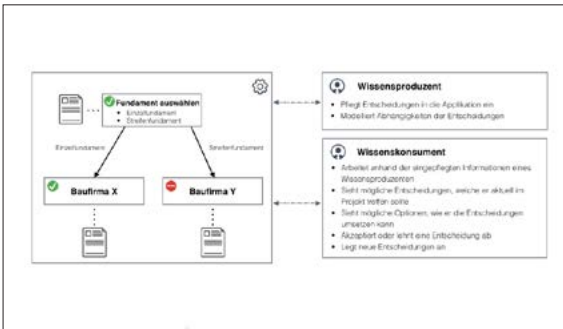 Fundament auswählen
Einzelfundament
Streifenfundament
Einzelfundament
Streifenfundament
Baufirma X
Baufirma Y
Wissensproduzent
Pflegt Entscheidungen in die Applikation ein
Modelliert Abhängigkeiten der Entscheidungen
Wissenskonsument
Arbeitet anhand der eingepflegten Informationen eines
Wissensproduzenten
Sieht mögliche Entscheidungen, welche er aktuell im
Projekt treffen sollte
Sieht mögliche Optionen, wie er die Entscheidungen
umsetzen kann
Akzeptiert oder lehnt eine Entscheidung ab
Legt neue Entscheidungen an